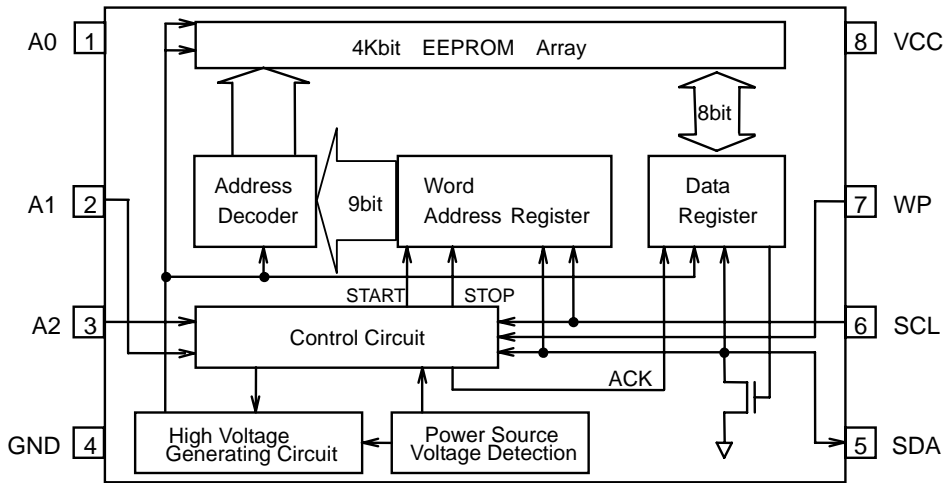 A0 1
4Kbit EEPROM Array
8 VCC
8bit
A1 2
Address
Decoder
9bit
Word
Address Register
Data
Register
7 WP
START STOP
A2 3
Control Circuit
6 SCL
ACK
GND 4
High Voltage
Generating Circuit
Power Source
Voltage Detection
5 SDA